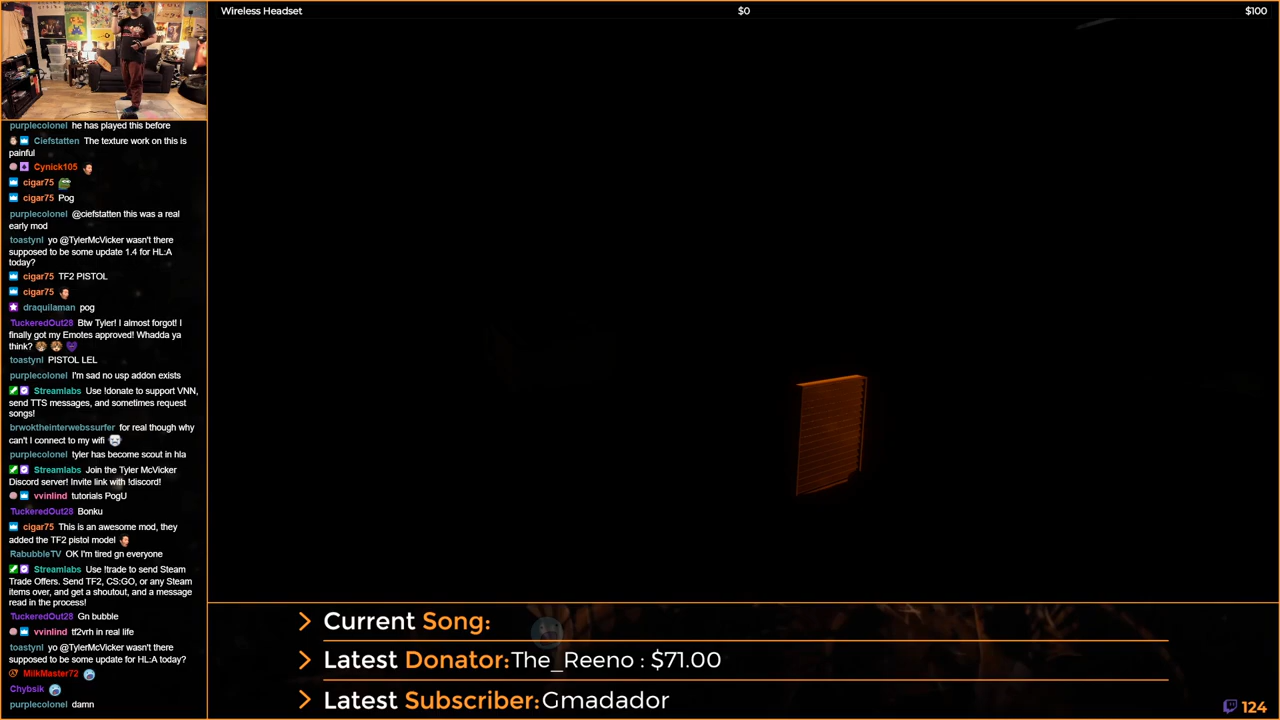 Wireless Headset $0 $100
purplecolonel he has played this before
Ciefstatten The texture work on this is
painful
Cynick105
cigar75
cigar75 Pog
purplecolonel @ciefstatten this was a real
early mod
toastynl yo @TylerMcVicker wasn't there
supposed to be some update 1.4 for HL:A
today?
cigar75 TF2 PISTOL
cigar75
draquilaman pog
TuckeredOut28 Btw Tyler! I almost forgot! I
finally got my Emotes approved! Whadda ya
think?
toastynl PISTOL LEL
purplecolonel I'm sad no usp addon exists
Streamlabs Use !donate to support VNN,
send TTS messages, and sometimes request
songs!
brwoktheinterwebssurfer for real though why
can't I connect to my wifi
purplecolonel tyler has become scout in hla
Streamlabs Join the Tyler McVicker
Discord server! Invite link with !discord!
vvinlind tutorials PogU
TuckeredOut28 Bonku
cigar75 This is an awesome mod, they
added the TF2 pistol model
RabubbleTV OK I'm tired gn everyone
Streamlabs Use !trade to send Steam
Trade Offers. Send TF2, CS:GO, or any Steam
items over, and get a shoutout, and a message
read in the process!
TuckeredOut28 Gn bubble
vvinlind tf2vrh in real life
toastynl yo @TylerMcVicker wasn't there
supposed to be some update for HL:A today?
MilkMaster72
Chybsik
purplecolonel damn
Current Song:
Latest Donator:The_Reeno : $71.00
Latest Subscriber:Gmadador
124